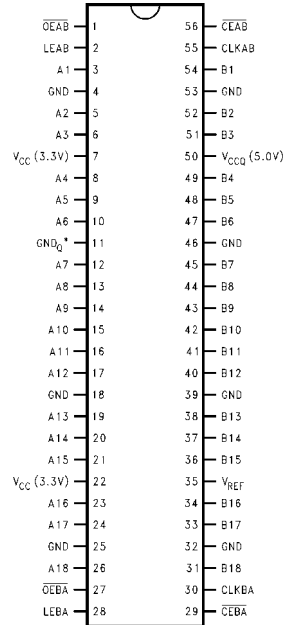 O̅E̅A̅B̅ 1 56 C̅E̅A̅B̅
LEAB 2 55 CLKAB
A1 3 54 B1
GND 4 53 GND
A2 5 52 B2
A3 6 51 B3
VCC (3.3V) 7 50 VCCQ (5.0V)
A4 8 49 B4
A5 9 48 B5
A6 10 47 B6
GNDQ* 11 46 GND
A7 12 45 B7
A8 13 44 B8
A9 14 43 B9
A10 15 42 B10
A11 16 41 B11
A12 17 40 B12
GND 18 39 GND
A13 19 38 B13
A14 20 37 B14
A15 21 36 B15
VCC (3.3V) 22 35 VREF
A16 23 34 B16
A17 24 33 B17
GND 25 32 GND
A18 26 31 B18
O̅E̅B̅A̅ 27 30 CLKBA
LEBA 28 29 C̅E̅B̅A̅